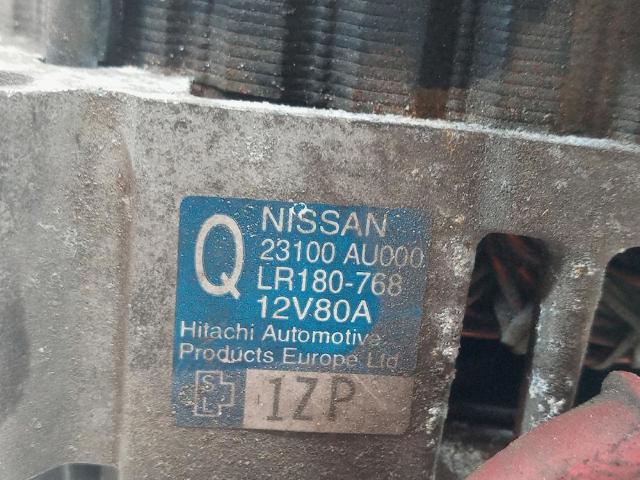 Q
NISSAN
23100 AU000
LR180-768
12V80A
Hitachi Automotive
Products Europe Ltd
S
L
1ZP